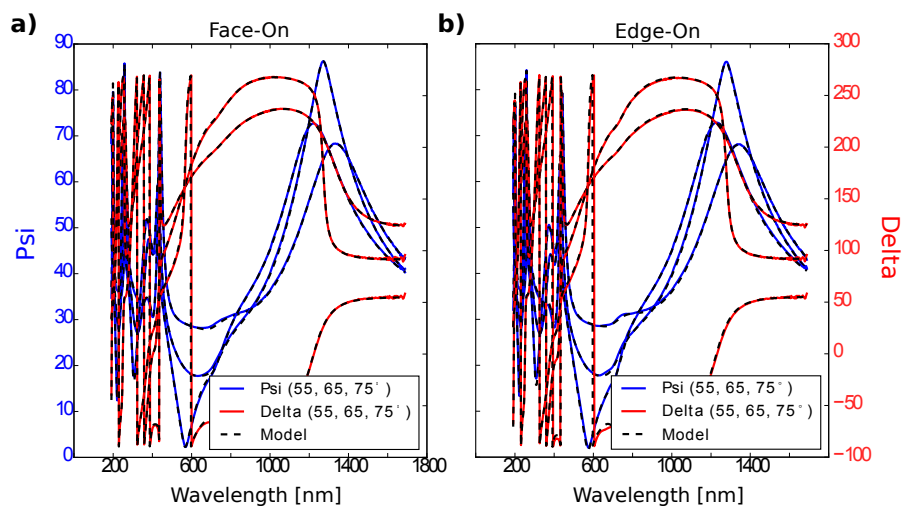 a)
Face-On
b)
Edge-On
90
80
70
60
50
40
30
20
10
0
Psi
300
250
200
150
100
50
0
−50
−100
Delta
Psi (55, 65, 75°)
Delta (55, 65, 75°)
Model
Psi (55, 65, 75°)
Delta (55, 65, 75°)
Model
200 600 1000 1400 1800
200 600 1000 1400
Wavelength [nm]
Wavelength [nm]